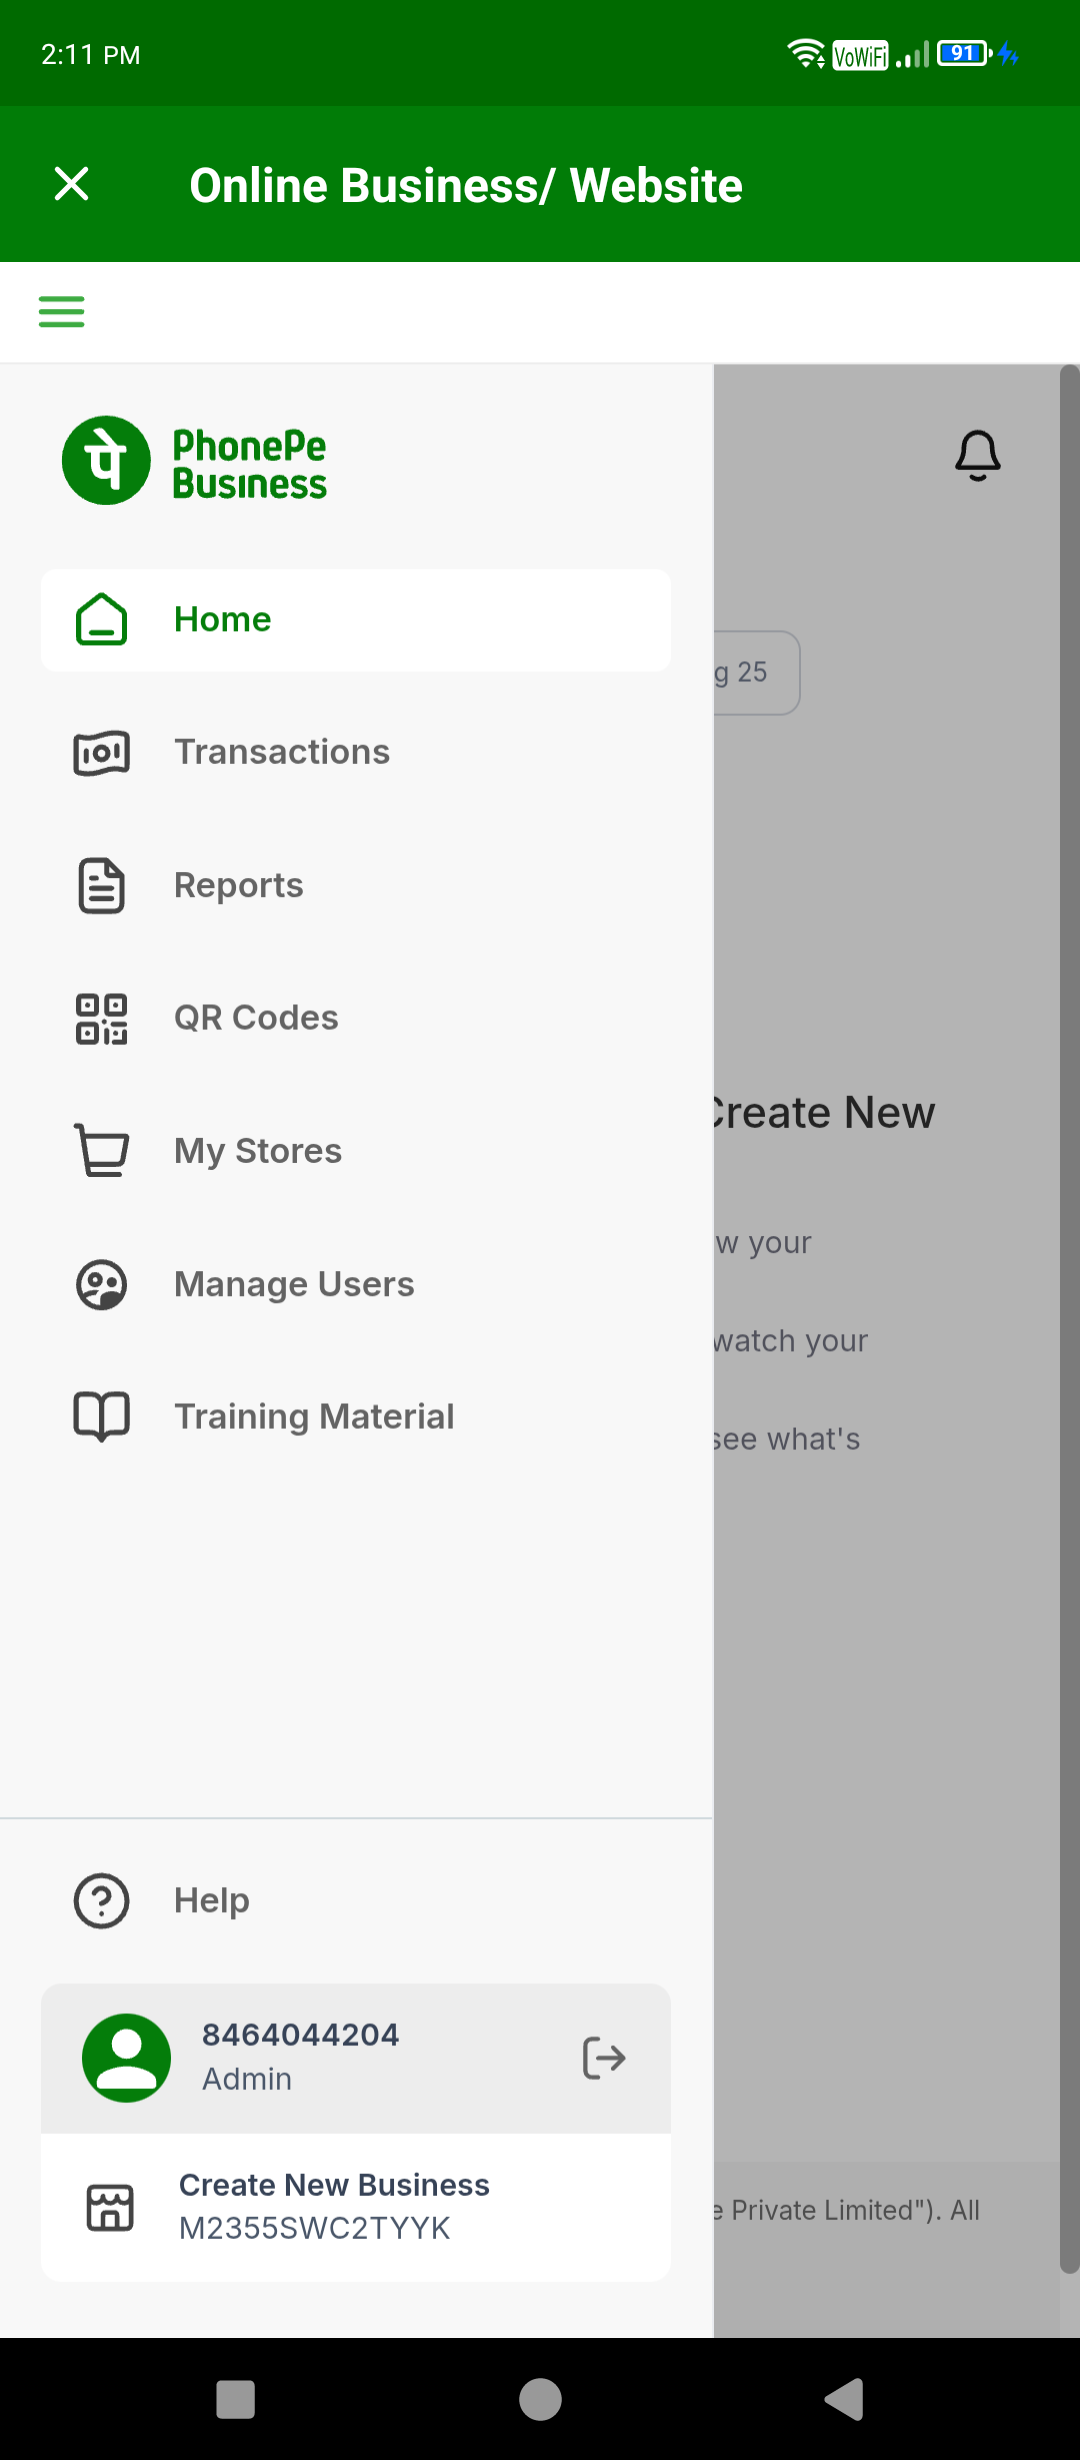 2:11 PM
VoWiFi
91
Online Business/ Website
पे
PhonePe
Business
Home
g 25
Transactions
Reports
QR Codes
Create New
My Stores
w your
Manage Users
watch your
Training Material
see what's
Help
8464044204
Admin
Create New Business
M2355SWC2TYYK
e Private Limited"). All